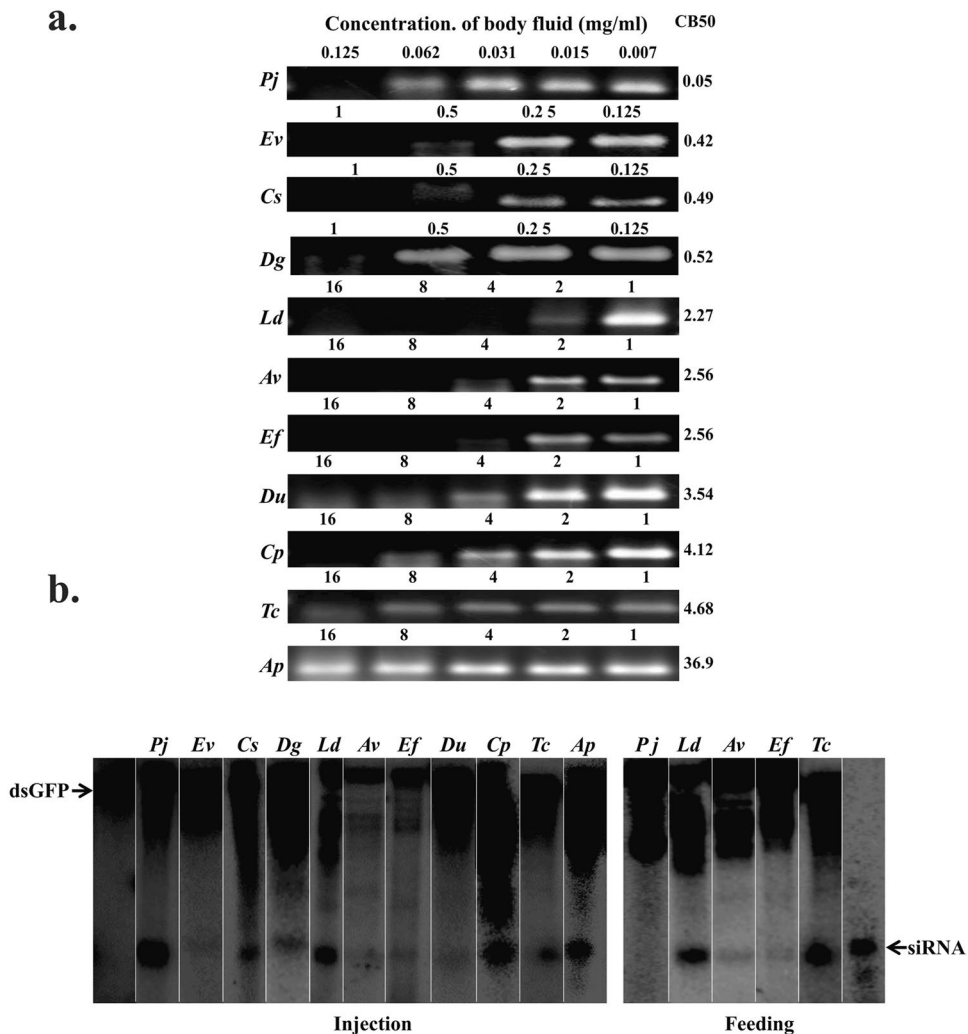 a.
Concentration. of body fluid (mg/ml) CB50
0.125 0.062 0.031 0.015 0.007
Pj 0.05
1 0.5 0.2 5 0.125
Ev 0.42
1 0.5 0.2 5 0.125
Cs 0.49
1 0.5 0.2 5 0.125
Dg 0.52
16 8 4 2 1
Ld 2.27
16 8 4 2 1
Av 2.56
16 8 4 2 1
Ef 2.56
16 8 4 2 1
Du 3.54
16 8 4 2 1
Cp 4.12
16 8 4 2 1
Tc 4.68
16 8 4 2 1
Ap 36.9
b.
Pj Ev Cs Dg Ld Av Ef Du Cp Tc Ap P j Ld Av Ef Tc
dsGFP
siRNA
Injection Feeding